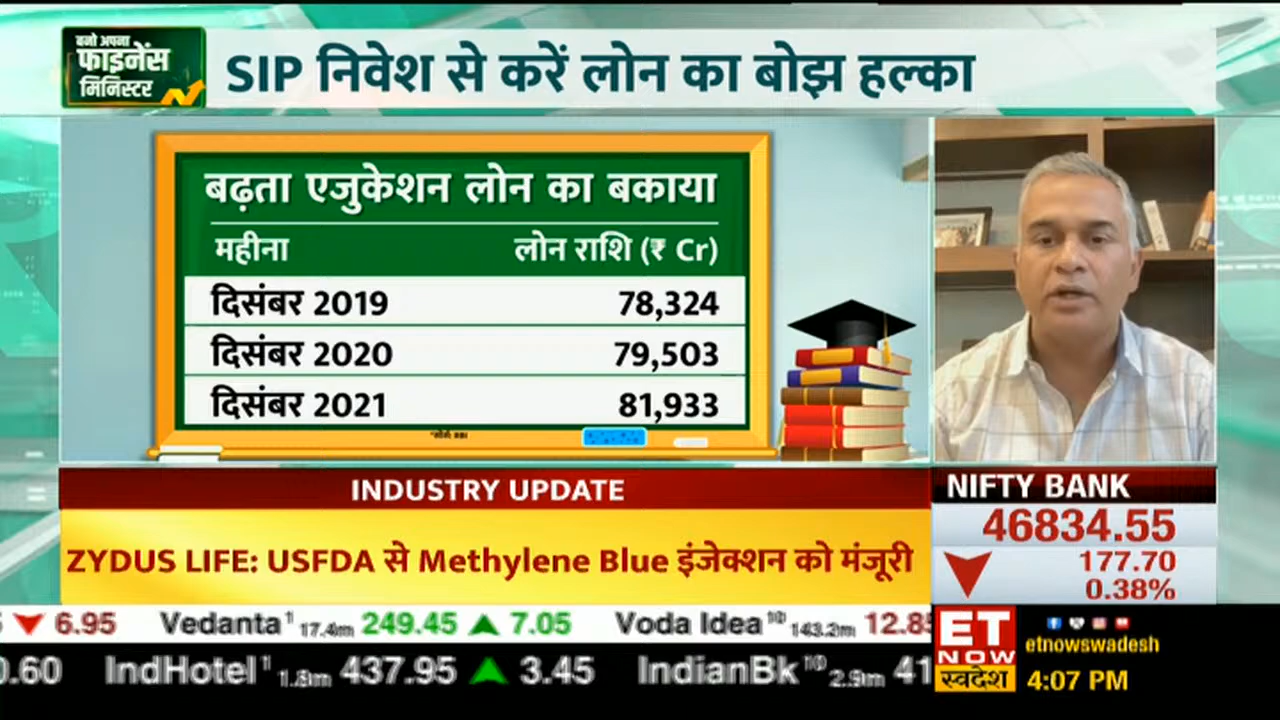 बनो अपना
फाइनेंस
मिनिस्टर
SIP निवेश से करें लोन का बोझ हल्का
बढ़ता एजुकेशन लोन का बकाया
महीना लोन राशि (₹ Cr)
दिसंबर 2019 78,324
दिसंबर 2020 79,503
दिसंबर 2021 81,933
INDUSTRY UPDATE
ZYDUS LIFE: USFDA से Methylene Blue इंजेक्शन को मंजूरी
NIFTY BANK
46834.55
177.70
0.38%
6.95 Vedanta 1 17.4m 249.45 7.05 Voda Idea 10 143.2m 12.85
0.60 IndHotel 1 1.8m 437.95 3.45 IndianBk 10 2.9m 41
ET
NOW
स्वदेश
etnowswadesh
4:07 PM